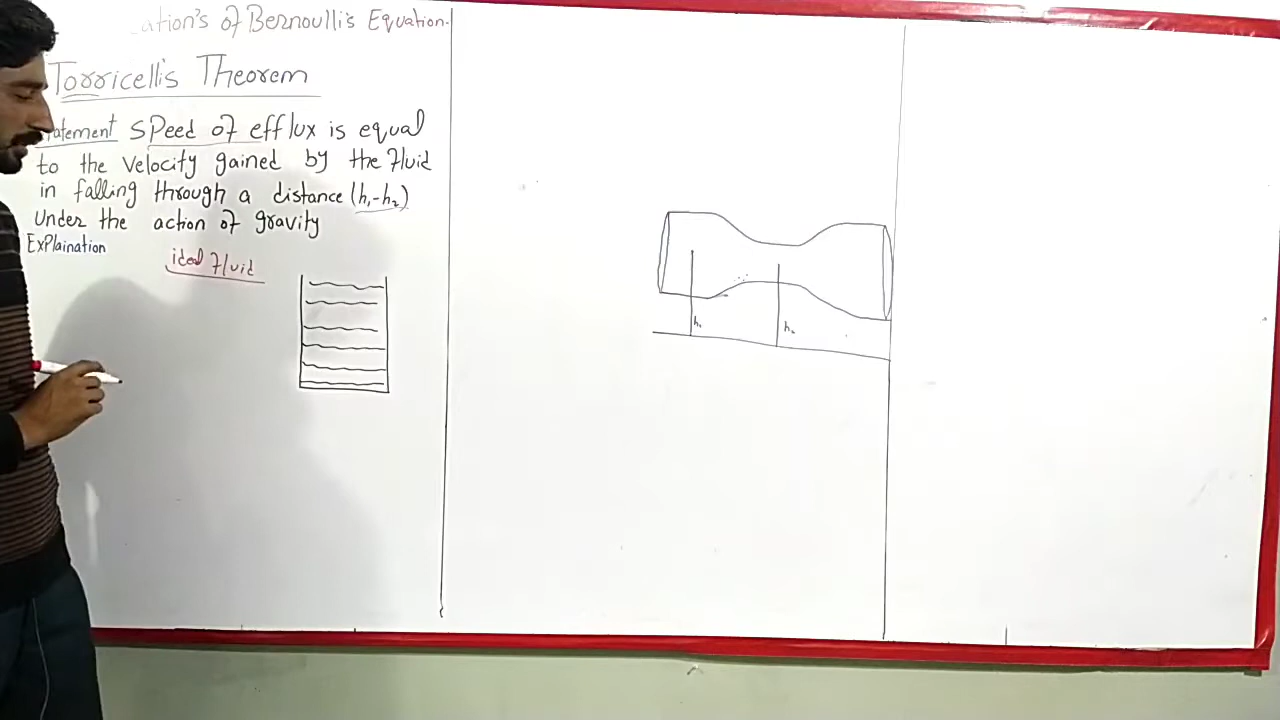 ation's of Bernoulli's Equation.
Torricelli's Theorem
tatement speed of efflux is equal
to the velocity gained by the Fluid
in falling through a distance (h₁-h₂)
under the action of gravity
ExPlaination
ideal Fluid
h₁
h₂